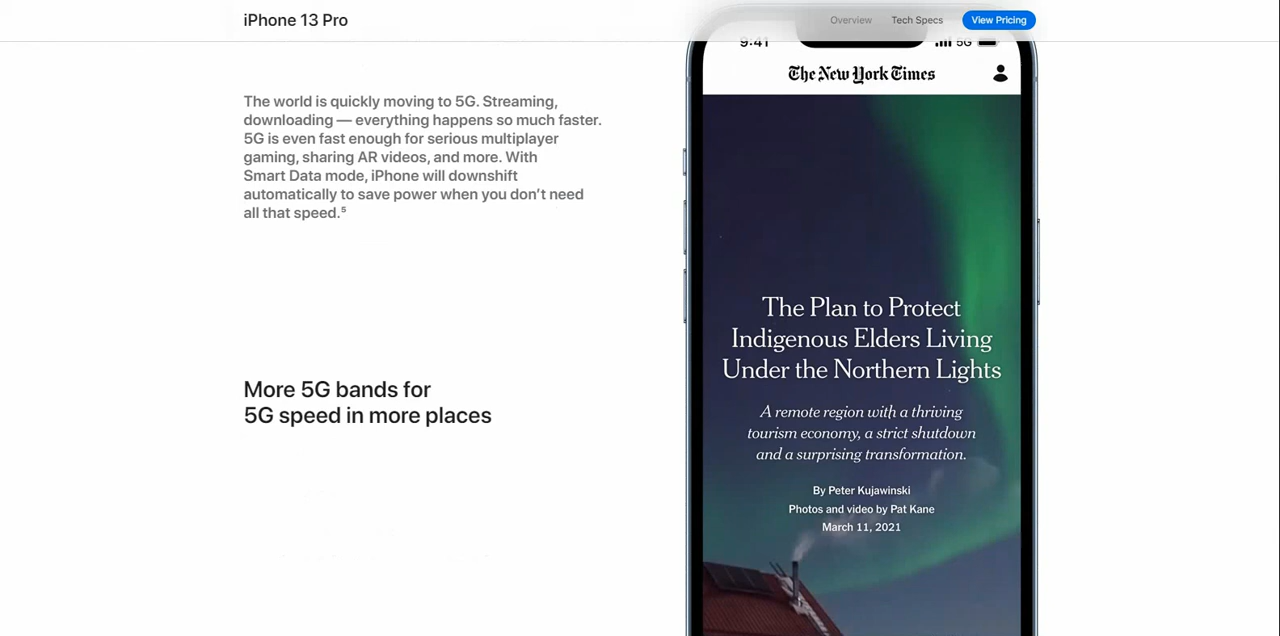 iPhone 13 Pro
Overview
Tech Specs
View Pricing
The world is quickly moving to 5G. Streaming,
downloading — everything happens so much faster.
5G is even fast enough for serious multiplayer
gaming, sharing AR videos, and more. With
Smart Data mode, iPhone will downshift
automatically to save power when you don’t need
all that speed.⁵
More 5G bands for
5G speed in more places
9:41
5G
The New York Times
The Plan to Protect
Indigenous Elders Living
Under the Northern Lights
A remote region with a thriving
tourism economy, a strict shutdown
and a surprising transformation.
By Peter Kujawinski
Photos and video by Pat Kane
March 11, 2021